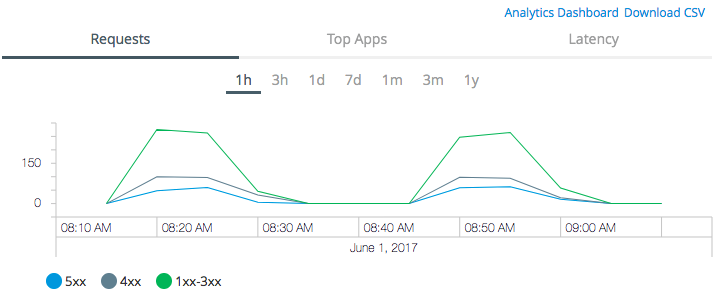 Analytics Dashboard Download CSV
Requests Top Apps Latency
1h 3h 1d 7d 1m 3m 1y
150
0
08:10 AM 08:20 AM 08:30 AM 08:40 AM 08:50 AM 09:00 AM
June 1, 2017
5xx 4xx 1xx-3xx